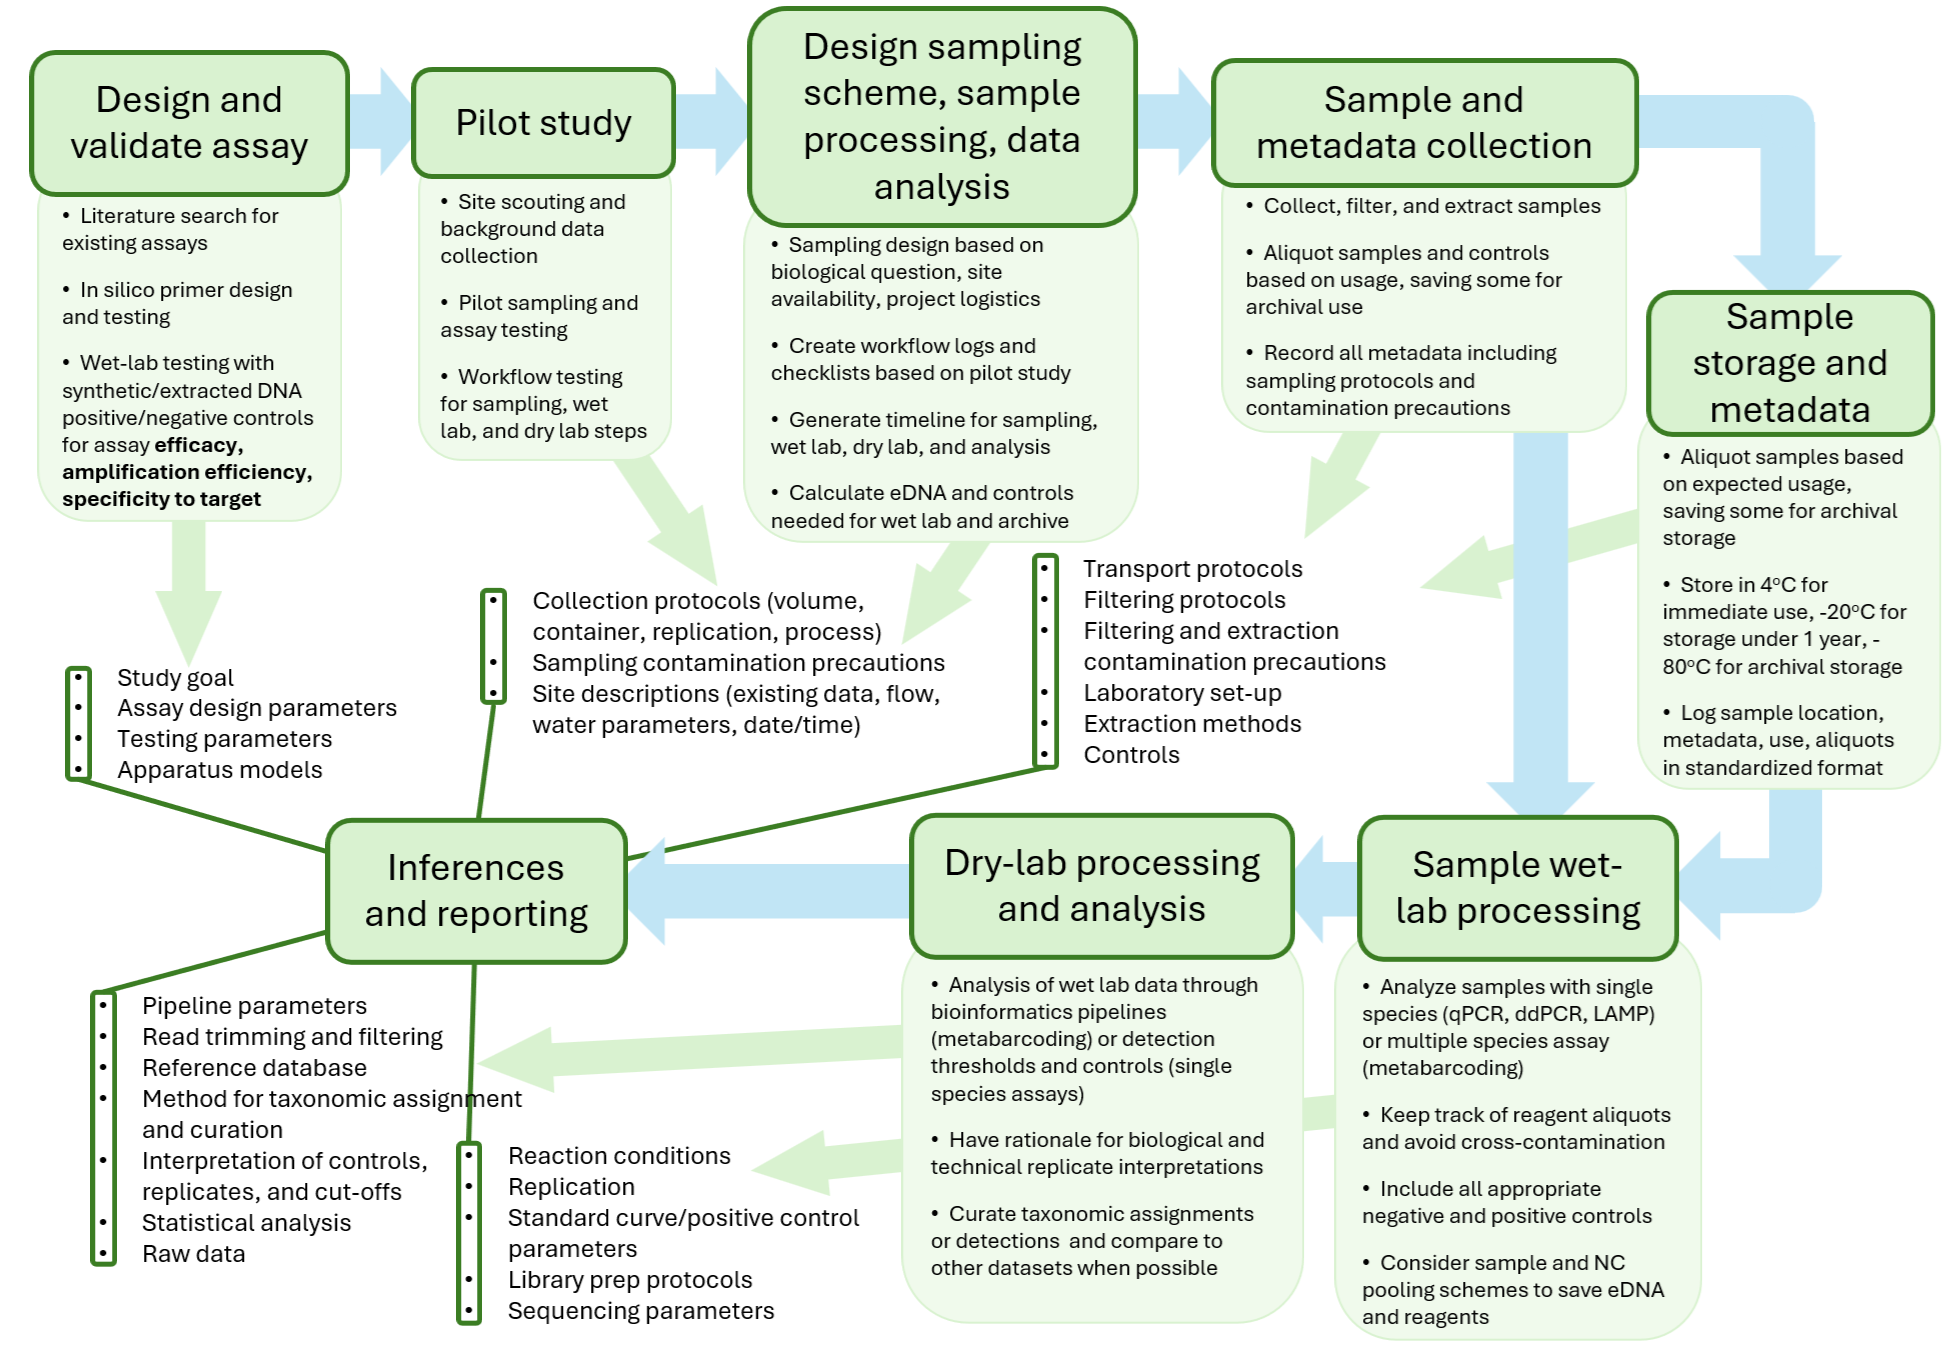 Design and
validate assay
• Literature search for
existing assays
• In silico primer design
and testing
• Wet-lab testing with
synthetic/extracted DNA
positive/negative controls
for assay efficacy,
amplification efficiency,
specificity to target
Pilot study
• Site scouting and
background data
collection
• Pilot sampling and
assay testing
• Workflow testing
for sampling, wet
lab, and dry lab steps
Design sampling
scheme, sample
processing, data
analysis
• Sampling design based on
biological question, site
availability, project logistics
• Create workflow logs and
checklists based on pilot study
• Generate timeline for sampling,
wet lab, dry lab, and analysis
• Calculate eDNA and controls
needed for wet lab and archive
Sample and
metadata collection
• Collect, filter, and extract samples
• Aliquot samples and controls
based on usage, saving some for
archival use
• Record all metadata including
sampling protocols and
contamination precautions
Sample
storage and
metadata
• Aliquot samples based
on expected usage,
saving some for archival
storage
• Store in 4°C for
immediate use, -20°C for
storage under 1 year, -
80°C for archival storage
• Log sample location,
metadata, use, aliquots
in standardized format
• Study goal
• Assay design parameters
• Testing parameters
• Apparatus models
• Collection protocols (volume,
container, replication, process)
• Sampling contamination precautions
• Site descriptions (existing data, flow,
water parameters, date/time)
• Transport protocols
• Filtering protocols
• Filtering and extraction
contamination precautions
• Laboratory set-up
• Extraction methods
• Controls
Inferences
and reporting
Dry-lab processing
and analysis
• Analysis of wet lab data through
bioinformatics pipelines
(metabarcoding) or detection
thresholds and controls (single
species assays)
• Have rationale for biological and
technical replicate interpretations
• Curate taxonomic assignments
or detections and compare to
other datasets when possible
Sample wet-
lab processing
• Analyze samples with single
species (qPCR, ddPCR, LAMP)
or multiple species assay
(metabarcoding)
• Keep track of reagent aliquots
and avoid cross-contamination
• Include all appropriate
negative and positive controls
• Consider sample and NC
pooling schemes to save eDNA
and reagents
• Pipeline parameters
• Read trimming and filtering
• Reference database
• Method for taxonomic assignment
and curation
• Interpretation of controls,
replicates, and cut-offs
• Statistical analysis
• Raw data
• Reaction conditions
• Replication
• Standard curve/positive control
parameters
• Library prep protocols
• Sequencing parameters